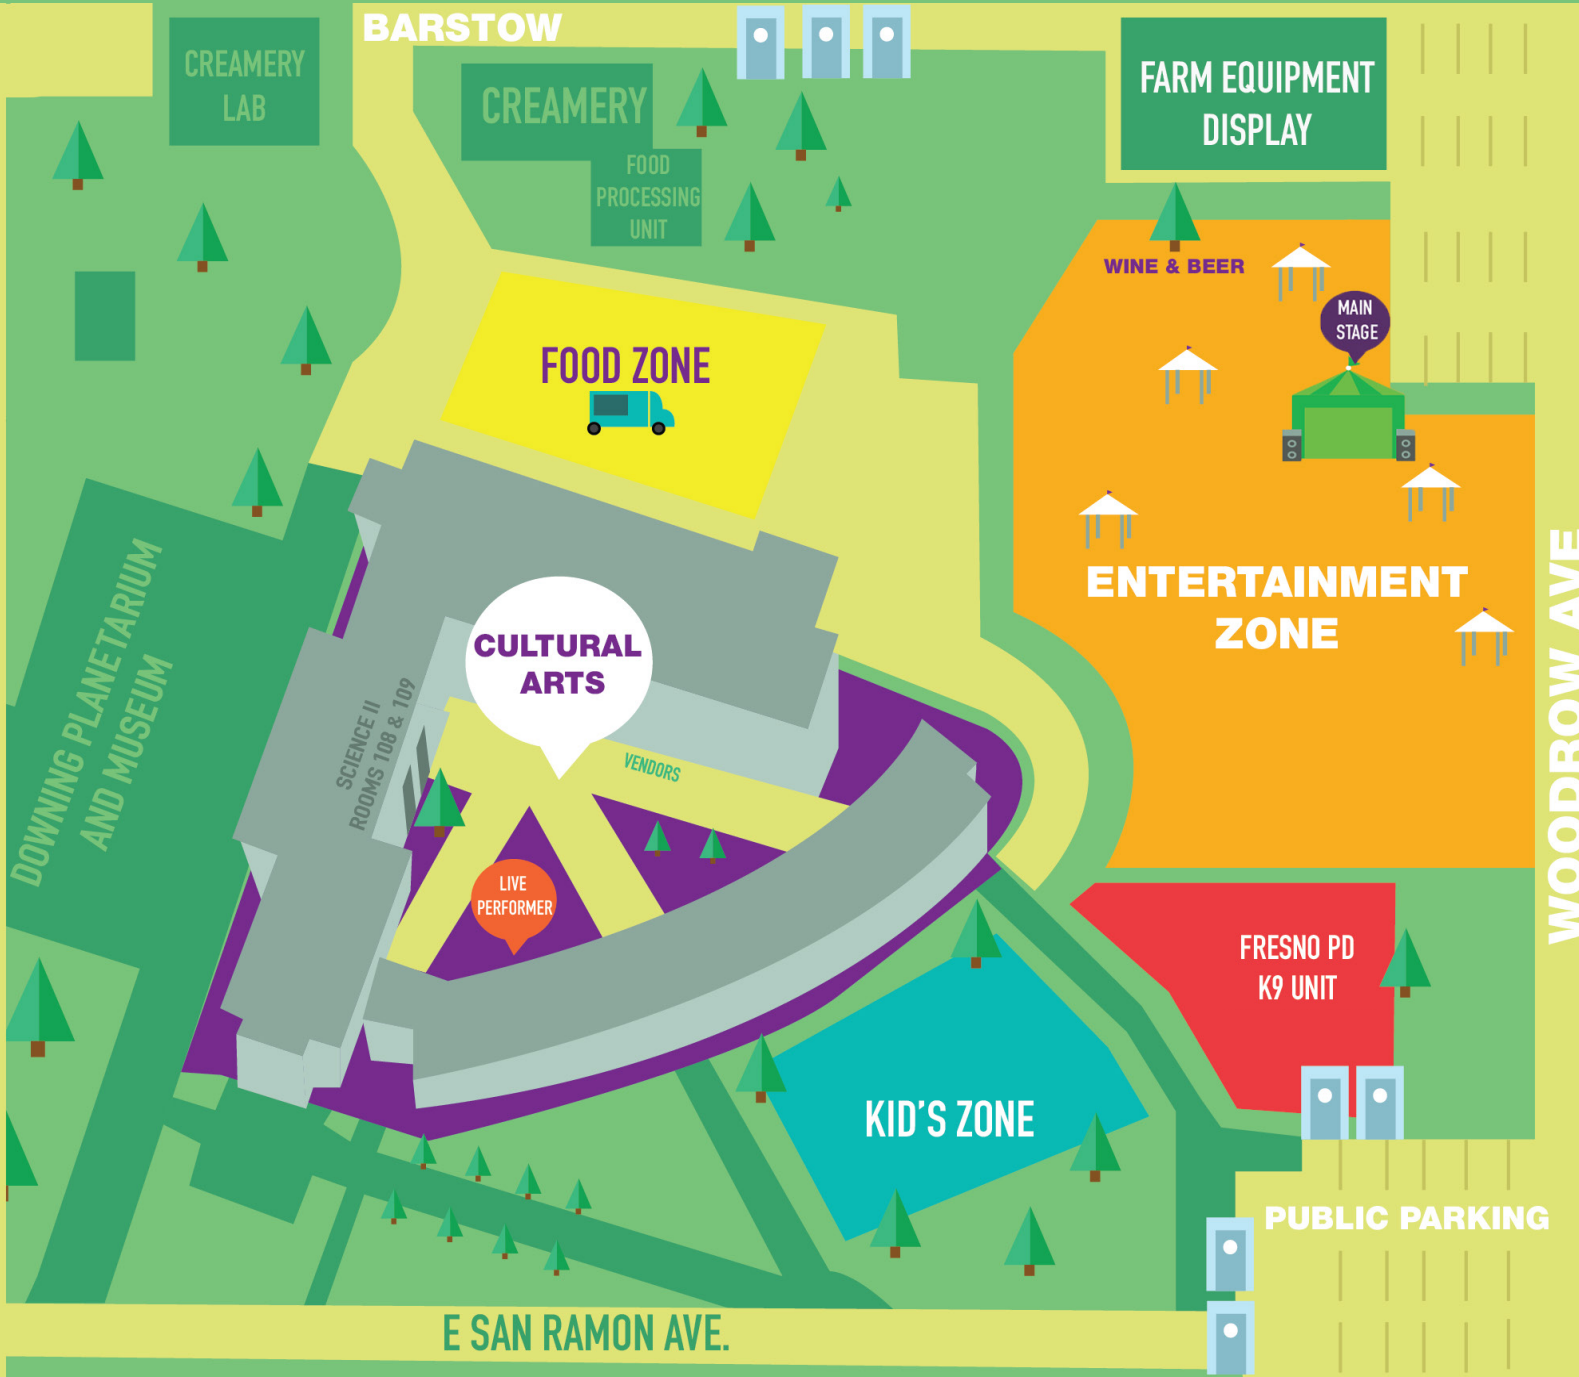 BARSTOW
CREAMERY
LAB
CREAMERY
FOOD
PROCESSING
UNIT
FARM EQUIPMENT
DISPLAY
WINE & BEER
MAIN
STAGE
FOOD ZONE
ENTERTAINMENT
ZONE
WOODROW AVE
DOWNING PLANETARIUM
AND MUSEUM
CULTURAL
ARTS
SCIENCE II
ROOMS 108 & 109
VENDORS
LIVE
PERFORMER
FRESNO PD
K9 UNIT
KID'S ZONE
PUBLIC PARKING
E SAN RAMON AVE.